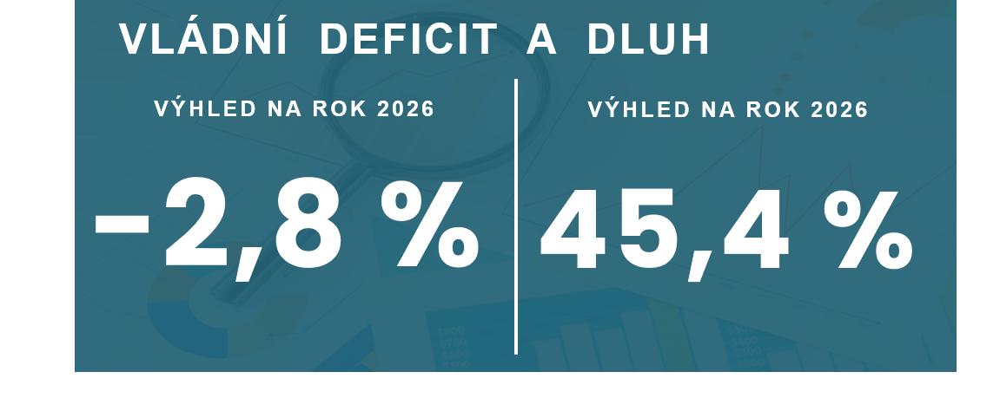 VLÁDNÍ DEFICIT A DLUH
VÝHLED NA ROK 2026
-2,8 %
VÝHLED NA ROK 2026
45,4 %